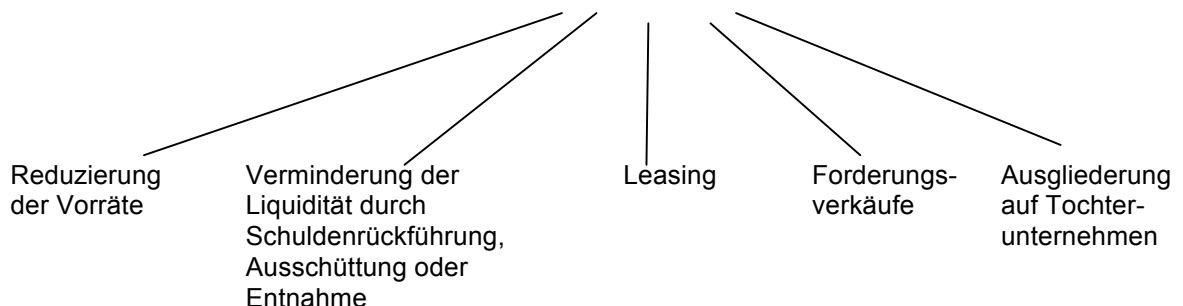 Reduzierung
der Vorräte
Verminderung der
Liquidität durch
Schuldenrückführung,
Ausschüttung oder
Entnahme
Leasing
Forderungs-
verkäufe
Ausgliederung
auf Tochter-
unternehmen